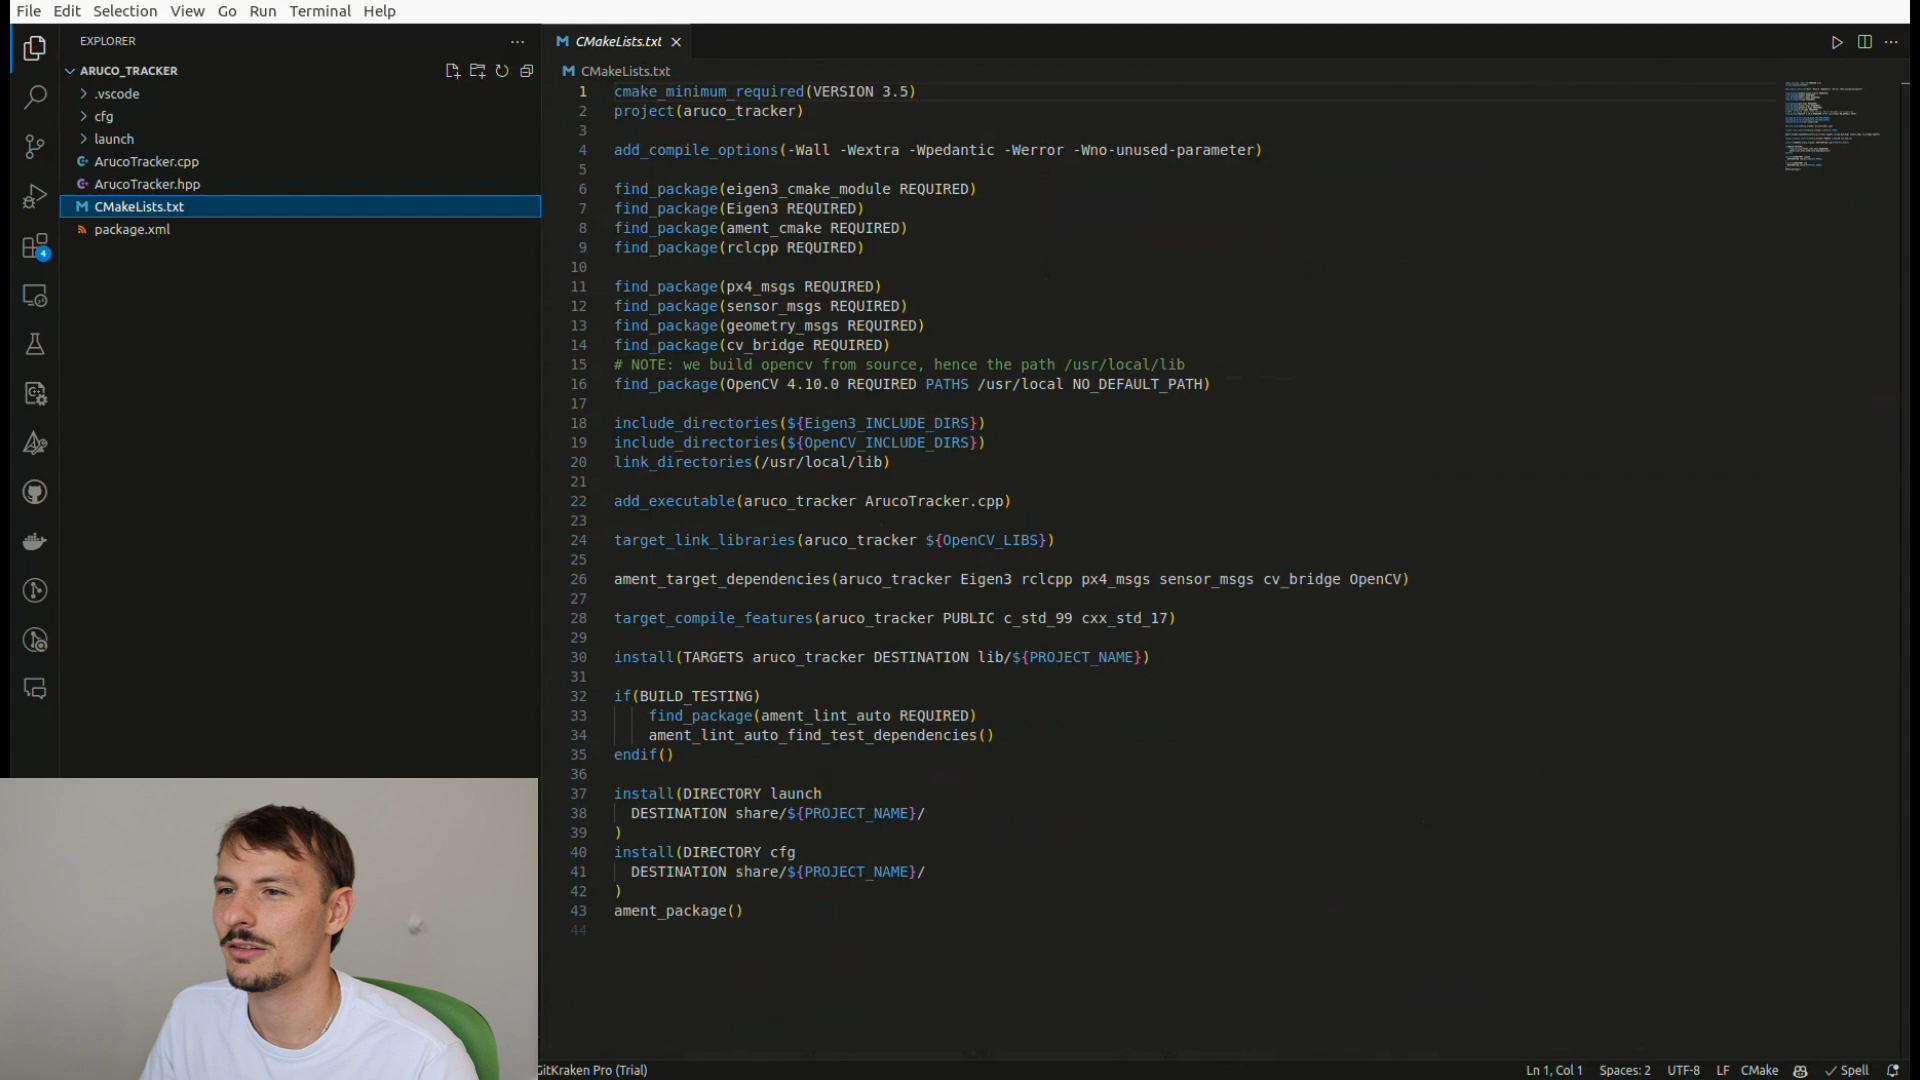 File Edit Selection View Go Run Terminal Help
EXPLORER
ARUCO_TRACKER
.vscode
cfg
launch
ArucoTracker.cpp
ArucoTracker.hpp
CMakeLists.txt
package.xml
4
CMakeLists.txt
CMakeLists.txt
1 cmake_minimum_required(VERSION 3.5)
2 project(aruco_tracker)
3
4 add_compile_options(-Wall -Wextra -Wpedantic -Werror -Wno-unused-parameter)
5
6 find_package(eigen3_cmake_module REQUIRED)
7 find_package(Eigen3 REQUIRED)
8 find_package(ament_cmake REQUIRED)
9 find_package(rclcpp REQUIRED)
10
11 find_package(px4_msgs REQUIRED)
12 find_package(sensor_msgs REQUIRED)
13 find_package(geometry_msgs REQUIRED)
14 find_package(cv_bridge REQUIRED)
15 # NOTE: we build opencv from source, hence the path /usr/local/lib
16 find_package(OpenCV 4.10.0 REQUIRED PATHS /usr/local NO_DEFAULT_PATH)
17
18 include_directories(${Eigen3_INCLUDE_DIRS})
19 include_directories(${OpenCV_INCLUDE_DIRS})
20 link_directories(/usr/local/lib)
21
22 add_executable(aruco_tracker ArucoTracker.cpp)
23
24 target_link_libraries(aruco_tracker ${OpenCV_LIBS})
25
26 ament_target_dependencies(aruco_tracker Eigen3 rclcpp px4_msgs sensor_msgs cv_bridge OpenCV)
27
28 target_compile_features(aruco_tracker PUBLIC c_std_99 cxx_std_17)
29
30 install(TARGETS aruco_tracker DESTINATION lib/${PROJECT_NAME})
31
32 if(BUILD_TESTING)
33 find_package(ament_lint_auto REQUIRED)
34 ament_lint_auto_find_test_dependencies()
35 endif()
36
37 install(DIRECTORY launch
38 DESTINATION share/${PROJECT_NAME}/
39 )
40 install(DIRECTORY cfg
41 DESTINATION share/${PROJECT_NAME}/
42 )
43 ament_package()
44
GitKraken Pro (Trial) Ln 1, Col 1 Spaces: 2 UTF-8 LF CMake Spell